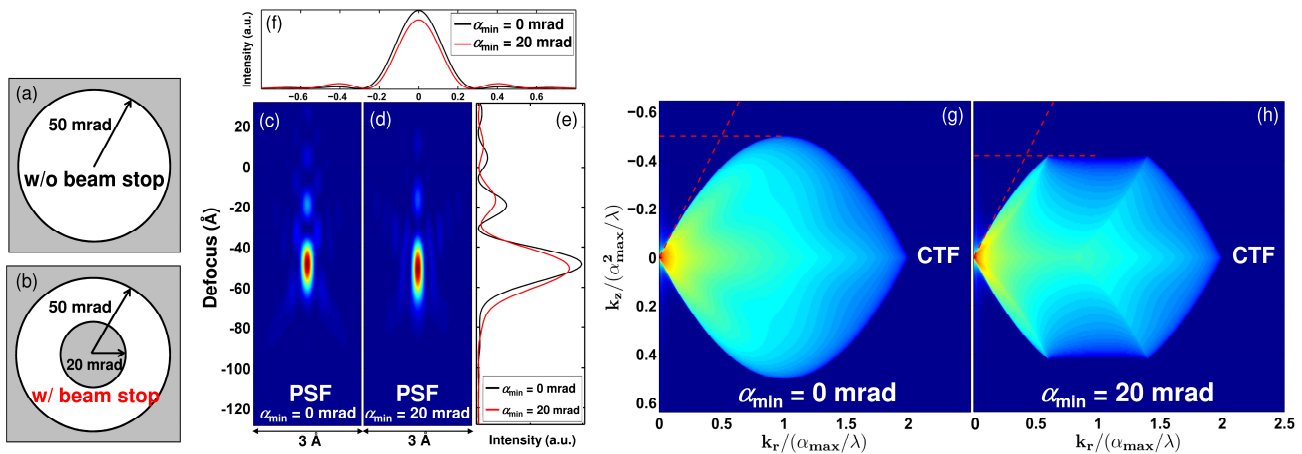 (a)
50 mrad
w/o beam stop
(b)
50 mrad
20 mrad
w/ beam stop
(f)
Intensity (a.u.)
α_min = 0 mrad
α_min = 20 mrad
−0.6 −0.4 −0.2 0 0.2 0.4 0.6
(c)
(d)
(e)
Defocus (Å)
20
0
−20
−40
−60
−80
−100
−120
PSF
α_min = 0 mrad
PSF
α_min = 20 mrad
α_min = 0 mrad
α_min = 20 mrad
3 Å
3 Å
Intensity (a.u.)
(g)
k_z/(α²_max/λ)
−0.4
−0.2
0
0.2
0.4
0.6
CTF
α_min = 0 mrad
0 0.5 1 1.5 2
k_r/(α_max/λ)
(h)
CTF
α_min = 20 mrad
0 0.5 1 1.5 2 2.5
k_r/(α_max/λ)